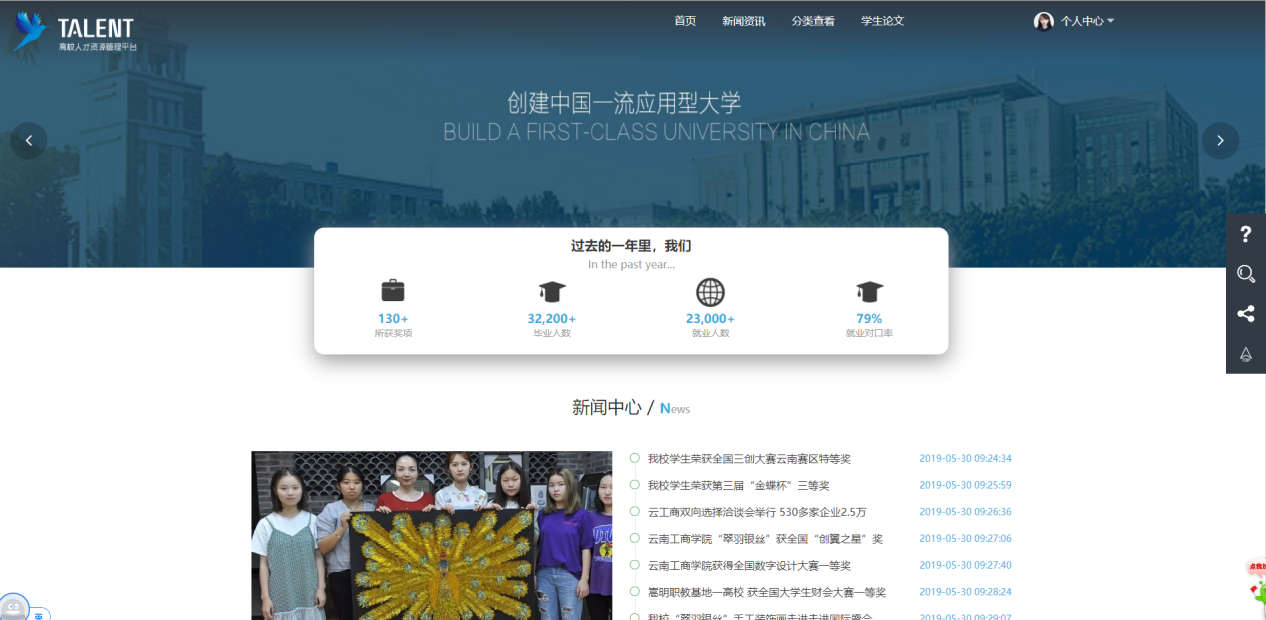 TALENT
高校人才资源管理平台
首页 新闻资讯 分类查看 学生论文 个人中心
创建中国一流应用型大学
BUILD A FIRST-CLASS UNIVERSITY IN CHINA
过去的一年里，我们
In the past year...
130+ 32,200+ 23,000+ 79%
所获奖项 毕业人数 就业人数 就业对口率
新闻中心 / News
我校学生荣获全国三创大赛云南赛区特等奖 2019-05-30 09:24:34
我校学生荣获第三届“金蝶杯”三等奖 2019-05-30 09:25:59
云工商双向选择洽谈会举行 530多家企业2.5万 2019-05-30 09:26:36
云南工商学院“翠羽银丝”获全国“创翼之星”奖 2019-05-30 09:27:06
云南工商学院获得全国数字设计大赛一等奖 2019-05-30 09:27:40
嵩明职教基地一高校 获全国大学生财会大赛一等奖 2019-05-30 09:28:24
我校“翠羽银丝”手工装饰画走进走进国际盛会 2019-05-30 09:29:07
英